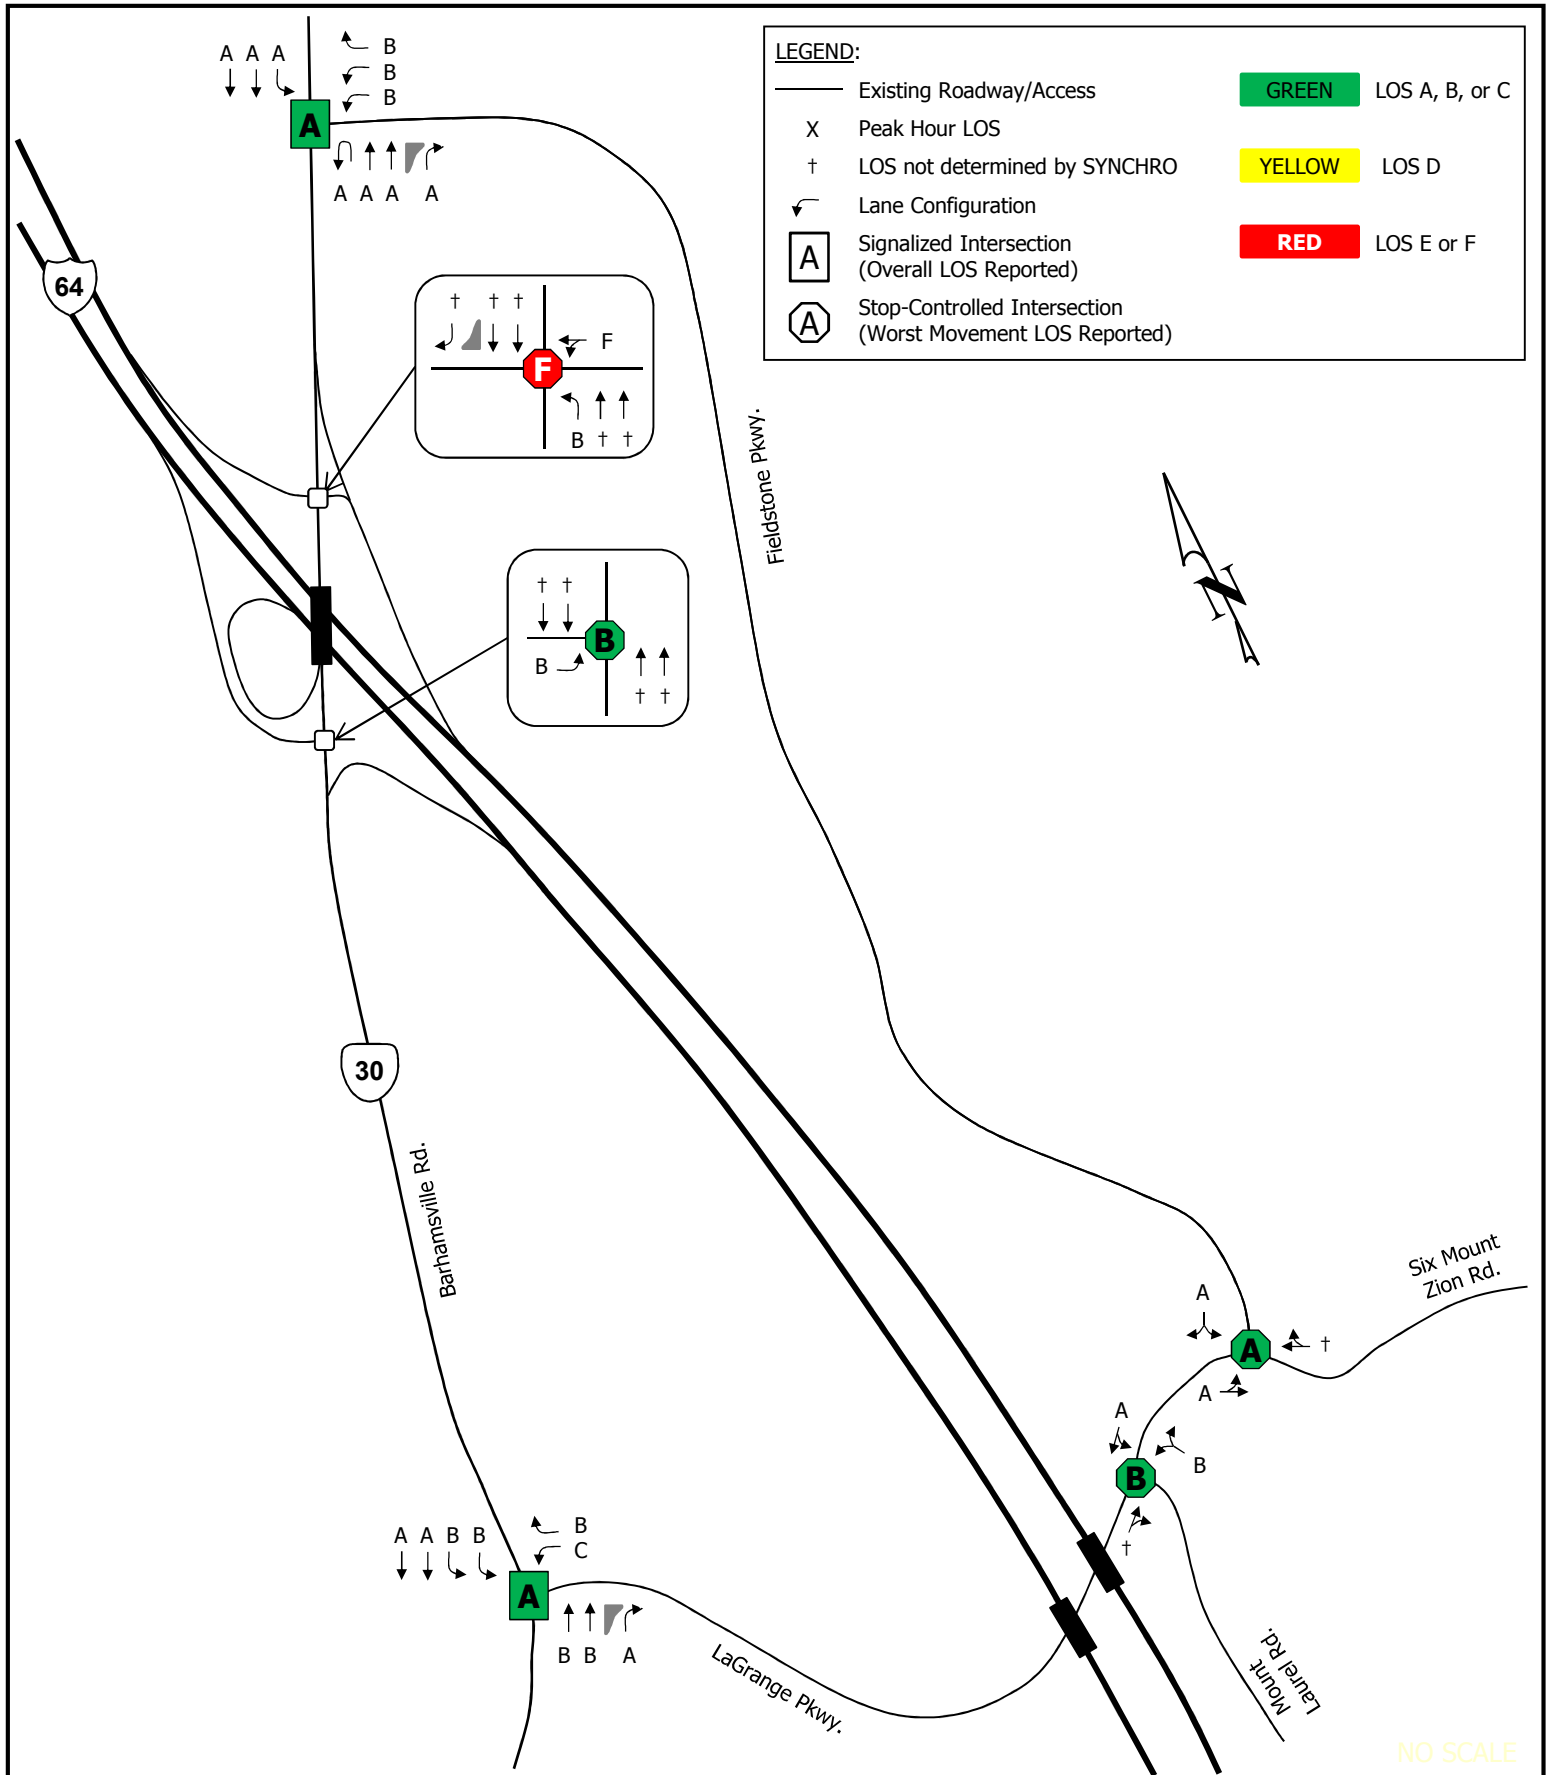 A A A
B
B
B
A
A A A A
LEGEND:
Existing Roadway/Access
X Peak Hour LOS
† LOS not determined by SYNCHRO
Lane Configuration
A Signalized Intersection
(Overall LOS Reported)
A Stop-Controlled Intersection
(Worst Movement LOS Reported)
GREEN LOS A, B, or C
YELLOW LOS D
RED LOS E or F
64
† † †
F
F
B † †
Fieldstone Pkwy.
† †
B
B
† †
N
30
Barhamsville Rd.
Six Mount
Zion Rd.
A
A †
A
A
B
B
†
A A B B
B
C
A
B B A
LaGrange Pkwy.
Mount
Laurel Rd.
NO SCALE